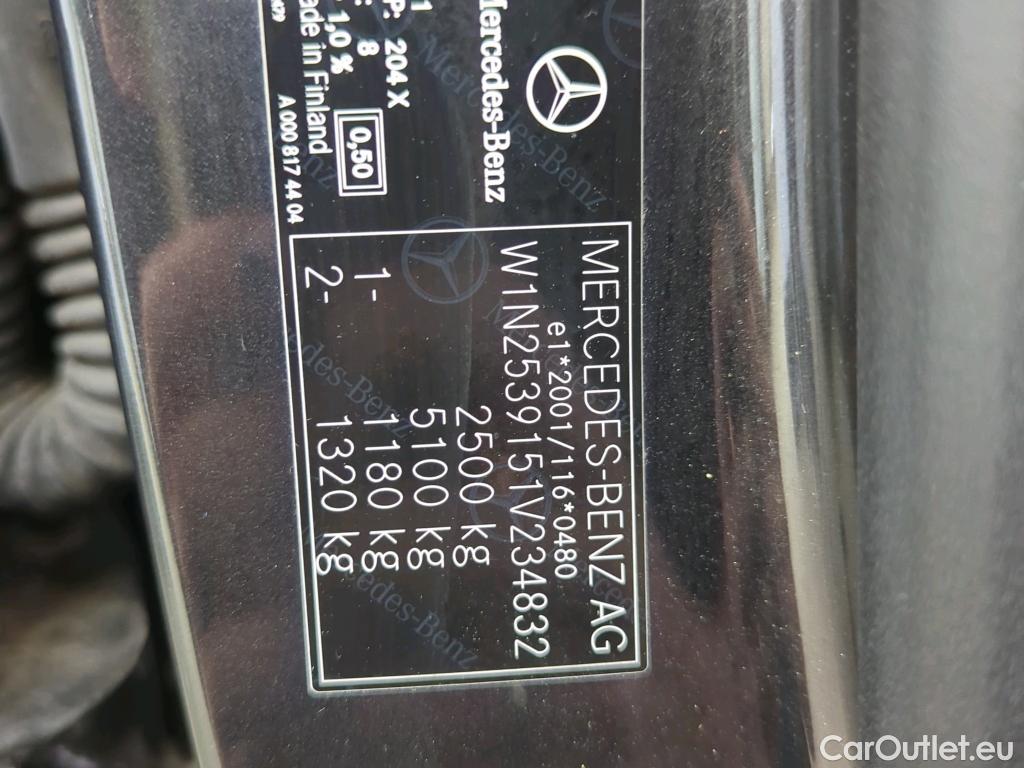 Mercedes-Benz
204 X
8
0,50
1,0 %
ade in Finland
A 000 817 44 04
MERCEDES-BENZ AG
e1*2001/116*0480
W1N2539151V234832
2500 kg
5100 kg
1- 1180 kg
2- 1320 kg
CarOutlet.eu